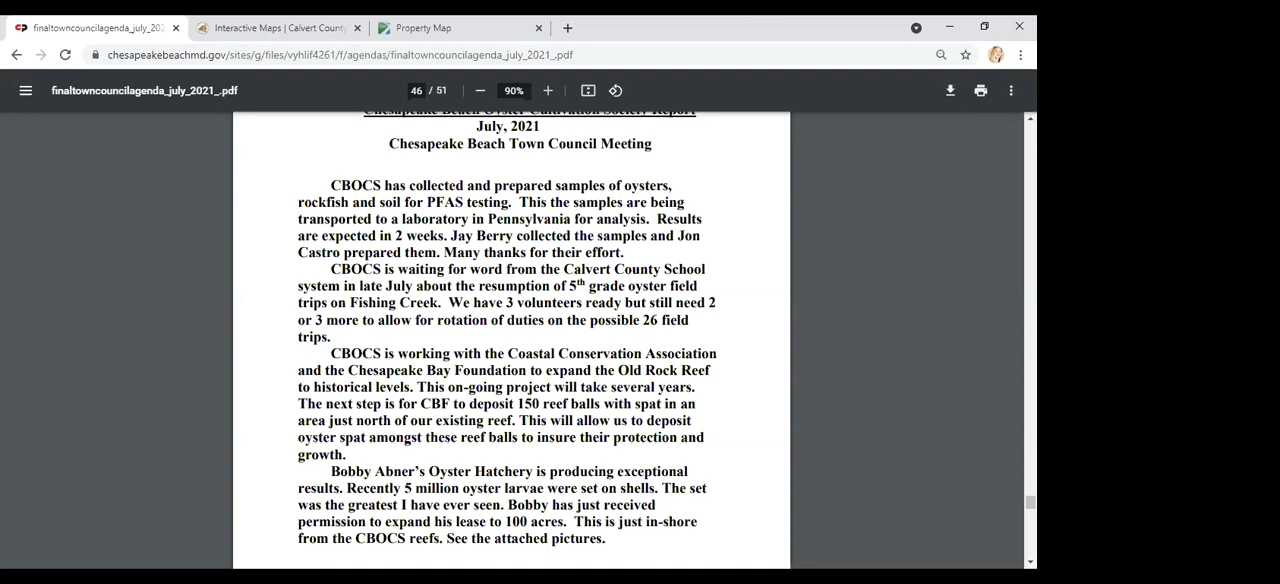 finaltowncouncilagenda_july_202
Interactive Maps | Calvert County
Property Map
chesapeakebeachmd.gov/sites/g/files/vyhlif4261/f/agendas/finaltowncouncilagenda_july_2021_.pdf
finaltowncouncilagenda_july_2021_.pdf
46 / 51
90%
Chesapeake Beach Oyster Cultivation Society Report
July, 2021
Chesapeake Beach Town Council Meeting
CBOCS has collected and prepared samples of oysters,
rockfish and soil for PFAS testing. This the samples are being
transported to a laboratory in Pennsylvania for analysis. Results
are expected in 2 weeks. Jay Berry collected the samples and Jon
Castro prepared them. Many thanks for their effort.
CBOCS is waiting for word from the Calvert County School
system in late July about the resumption of 5th grade oyster field
trips on Fishing Creek. We have 3 volunteers ready but still need 2
or 3 more to allow for rotation of duties on the possible 26 field
trips.
CBOCS is working with the Coastal Conservation Association
and the Chesapeake Bay Foundation to expand the Old Rock Reef
to historical levels. This on-going project will take several years.
The next step is for CBF to deposit 150 reef balls with spat in an
area just north of our existing reef. This will allow us to deposit
oyster spat amongst these reef balls to insure their protection and
growth.
Bobby Abner's Oyster Hatchery is producing exceptional
results. Recently 5 million oyster larvae were set on shells. The set
was the greatest I have ever seen. Bobby has just received
permission to expand his lease to 100 acres. This is just in-shore
from the CBOCS reefs. See the attached pictures.